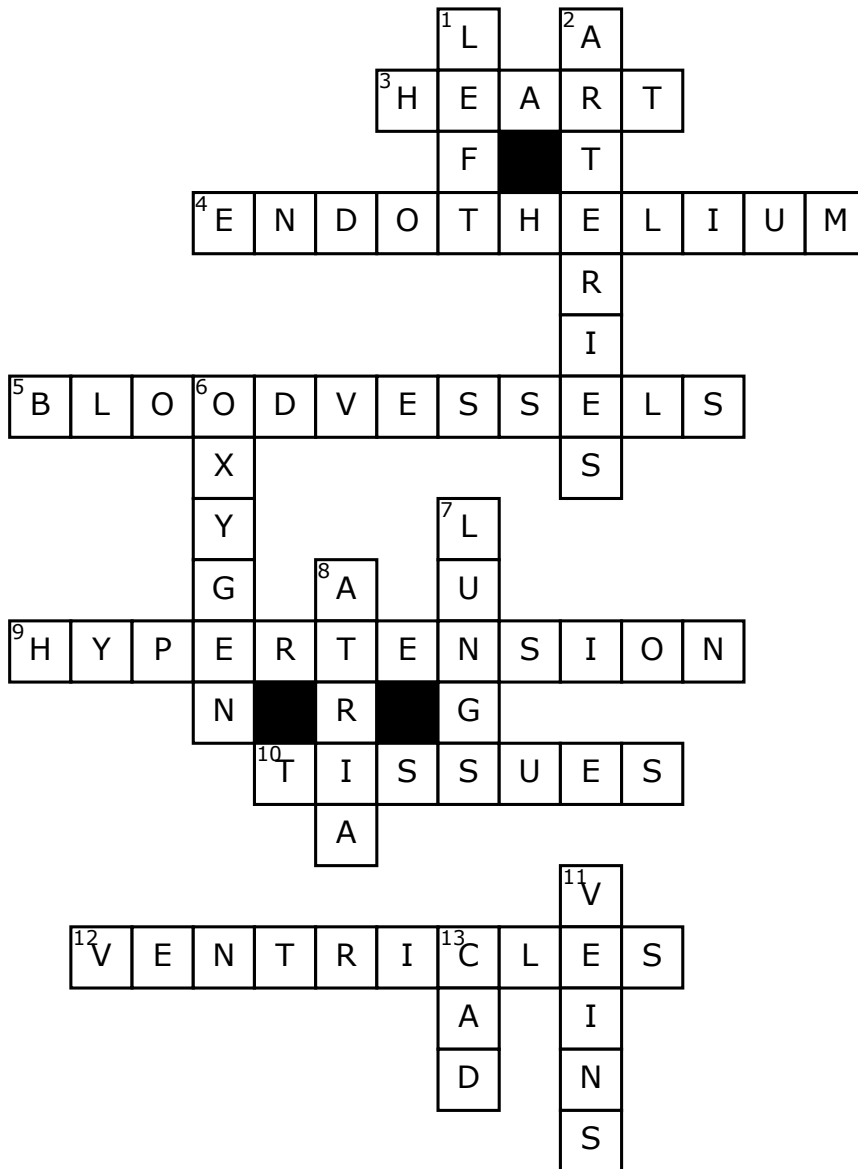 1 L 2 A
3 H E A R T
F T
4 E N D O T H E L I U M
R
I
5 B L O 6 O D V E S S E L S
X S
Y 7 L
G 8 A U
9 H Y P E R T E N S I O N
N R G
10 T I S S U E S
A
11 V
12 V E N T R I 13 C L E S
A I
D N
S